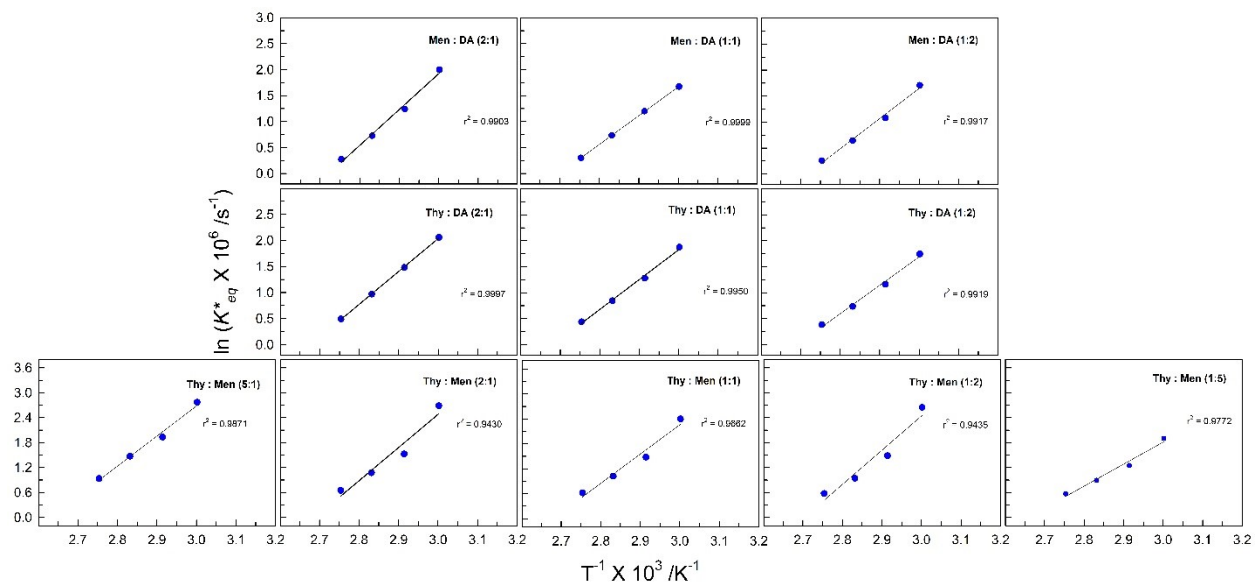 3.0
2.5
2.0
1.5
1.0
0.5
0.0
Men : DA (2:1)
r² = 0.9903
Men : DA (1:1)
r² = 0.9999
Men : DA (1:2)
r² = 0.9917
2.5
2.0
1.5
1.0
0.5
0.0
Thy : DA (2:1)
r² = 0.9997
Thy : DA (1:1)
r² = 0.9950
Thy : DA (1:2)
r² = 0.9919
ln (K*eq X 10⁶ /s⁻¹)
3.6
3.0
2.4
1.8
1.2
0.6
0.0
Thy : Men (5:1)
r² = 0.9871
Thy : Men (2:1)
r² = 0.9430
Thy : Men (1:1)
r² = 0.9662
Thy : Men (1:2)
r² = 0.9435
Thy : Men (1:5)
r² = 0.9772
2.7 2.8 2.9 3.0 3.1 3.2
2.7 2.8 2.9 3.0 3.1 3.2
2.7 2.8 2.9 3.0 3.1 3.2
2.7 2.8 2.9 3.0 3.1 3.2
2.7 2.8 2.9 3.0 3.1 3.2
T⁻¹ X 10³ /K⁻¹